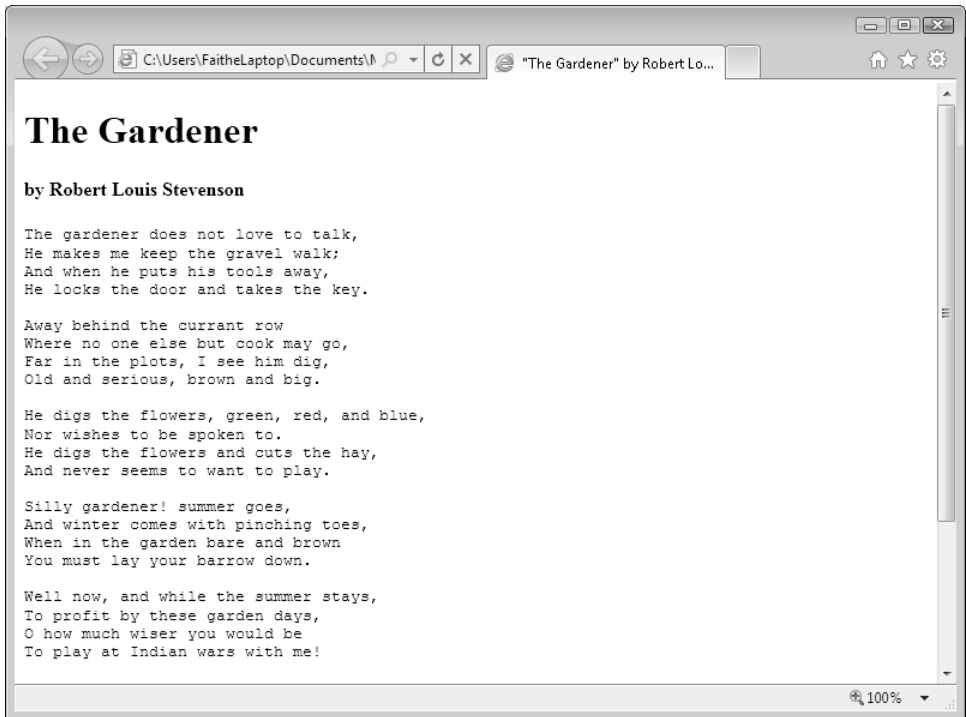 C:\Users\FaitheLaptop\Documents\
"The Gardener" by Robert Lo...
The Gardener
by Robert Louis Stevenson
The gardener does not love to talk,
He makes me keep the gravel walk;
And when he puts his tools away,
He locks the door and takes the key.
Away behind the currant row
Where no one else but cook may go,
Far in the plots, I see him dig,
Old and serious, brown and big.
He digs the flowers, green, red, and blue,
Nor wishes to be spoken to.
He digs the flowers and cuts the hay,
And never seems to want to play.
Silly gardener! summer goes,
And winter comes with pinching toes,
When in the garden bare and brown
You must lay your barrow down.
Well now, and while the summer stays,
To profit by these garden days,
O how much wiser you would be
To play at Indian wars with me!
100%